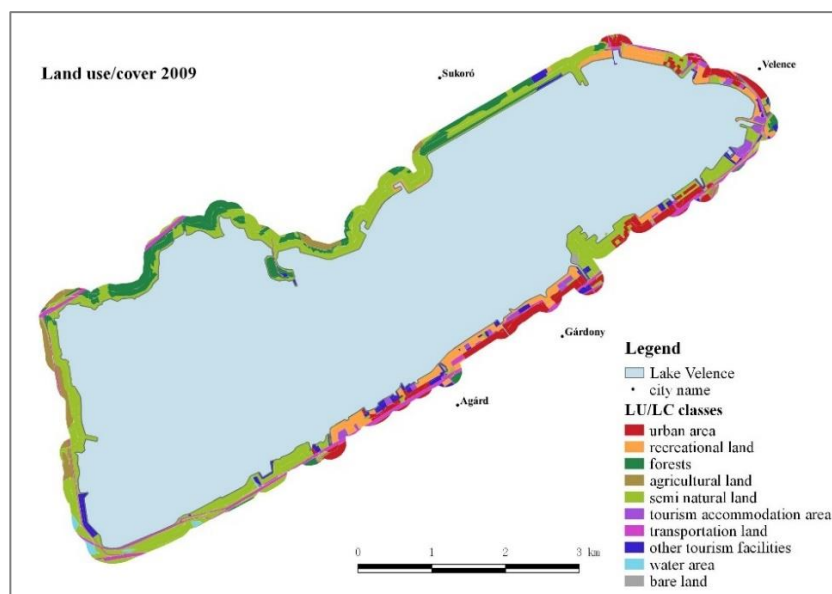 Land use/cover 2009
Sukoró
Velence
Gárdony
Agárd
Legend
Lake Velence
city name
LU/LC classes
urban area
recreational land
forests
agricultural land
semi natural land
tourism accommodation area
transportation land
other tourism facilities
water area
bare land
0 1 2 3 km